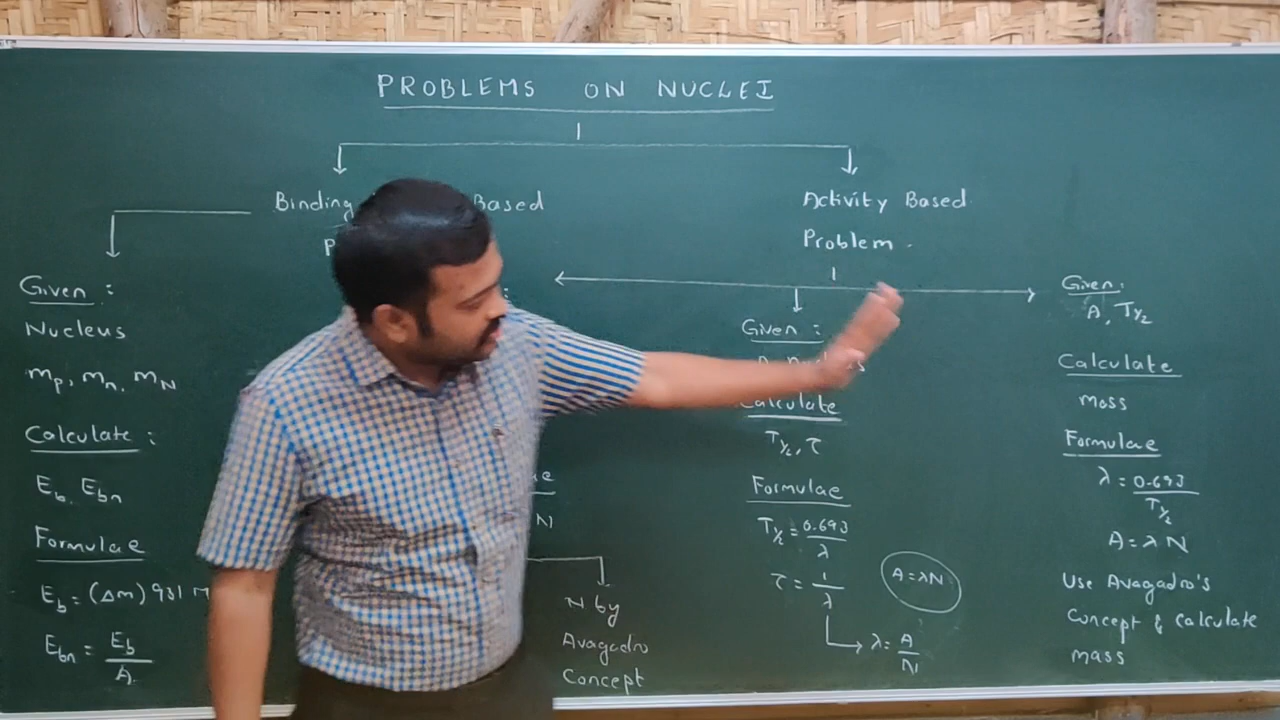 PROBLEMS ON NUCLEI
Binding Based
P
Activity Based
Problem.
Given :
Nucleus
mp, mn, mN
Calculate :
Eb, Ebn
Formulae
Eb = (Δm) 931 M
Ebn = Eb/A
N
N by
Avagadro
Concept
Given :
Calculate
T½, τ
Formulae
T½ = 0.693/λ
τ = 1/λ
λ = A/N
A = λN
Given:
A, T½
Calculate
mass
Formulae
λ = 0.693/T½
A = λ N
Use Avagadro's
Concept & Calculate
mass